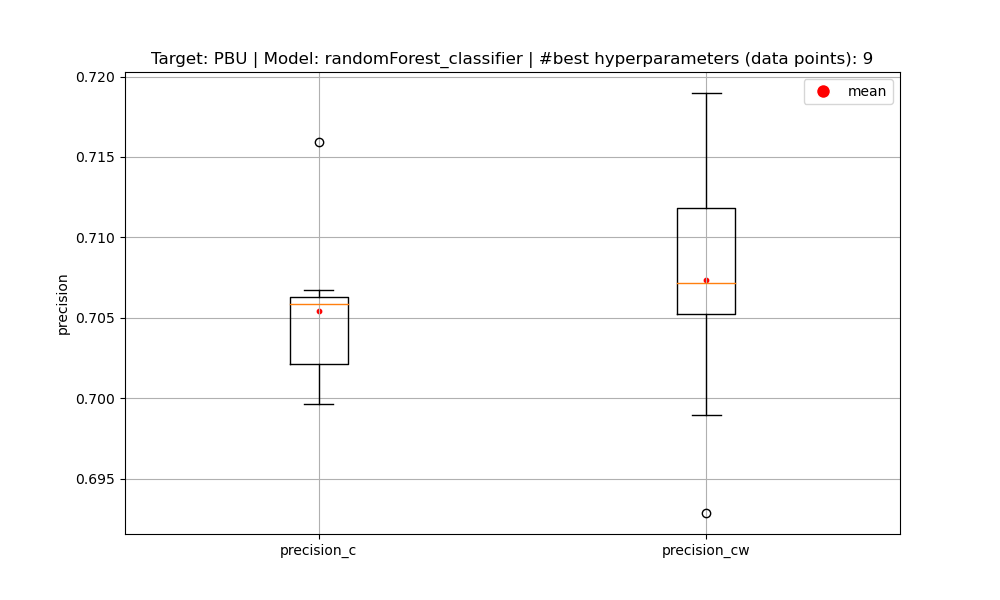 Target: PBU | Model: randomForest_classifier | #best hyperparameters (data points): 9
mean
precision
0.720
0.715
0.710
0.705
0.700
0.695
precision_c
precision_cw